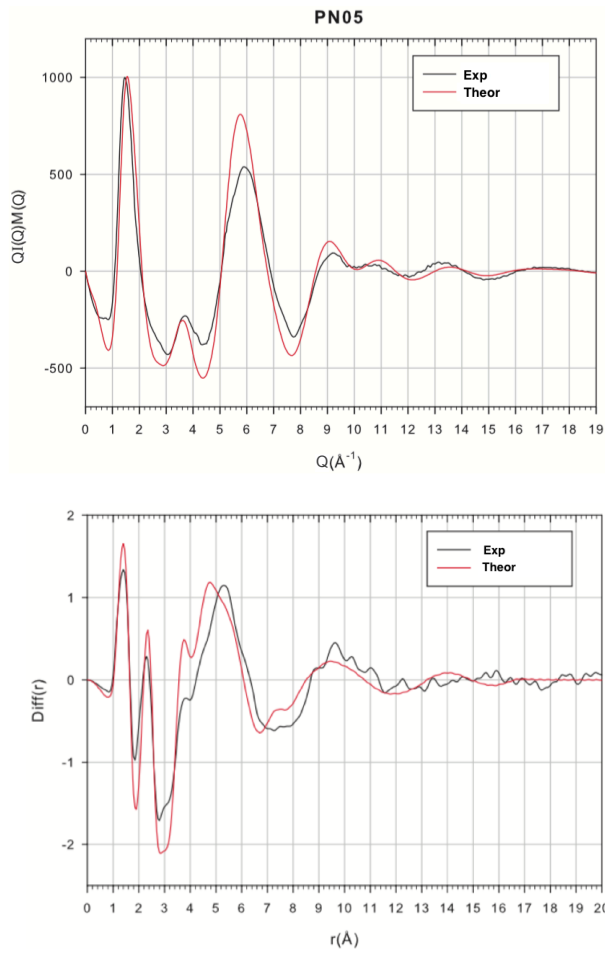 PN05
QI(Q)M(Q)
1000
500
0
-500
Exp
Theor
0 1 2 3 4 5 6 7 8 9 10 11 12 13 14 15 16 17 18 19
Q(Å⁻¹)
Diff(r)
2
1
0
-1
-2
Exp
Theor
0 1 2 3 4 5 6 7 8 9 10 11 12 13 14 15 16 17 18 19 20
r(Å)